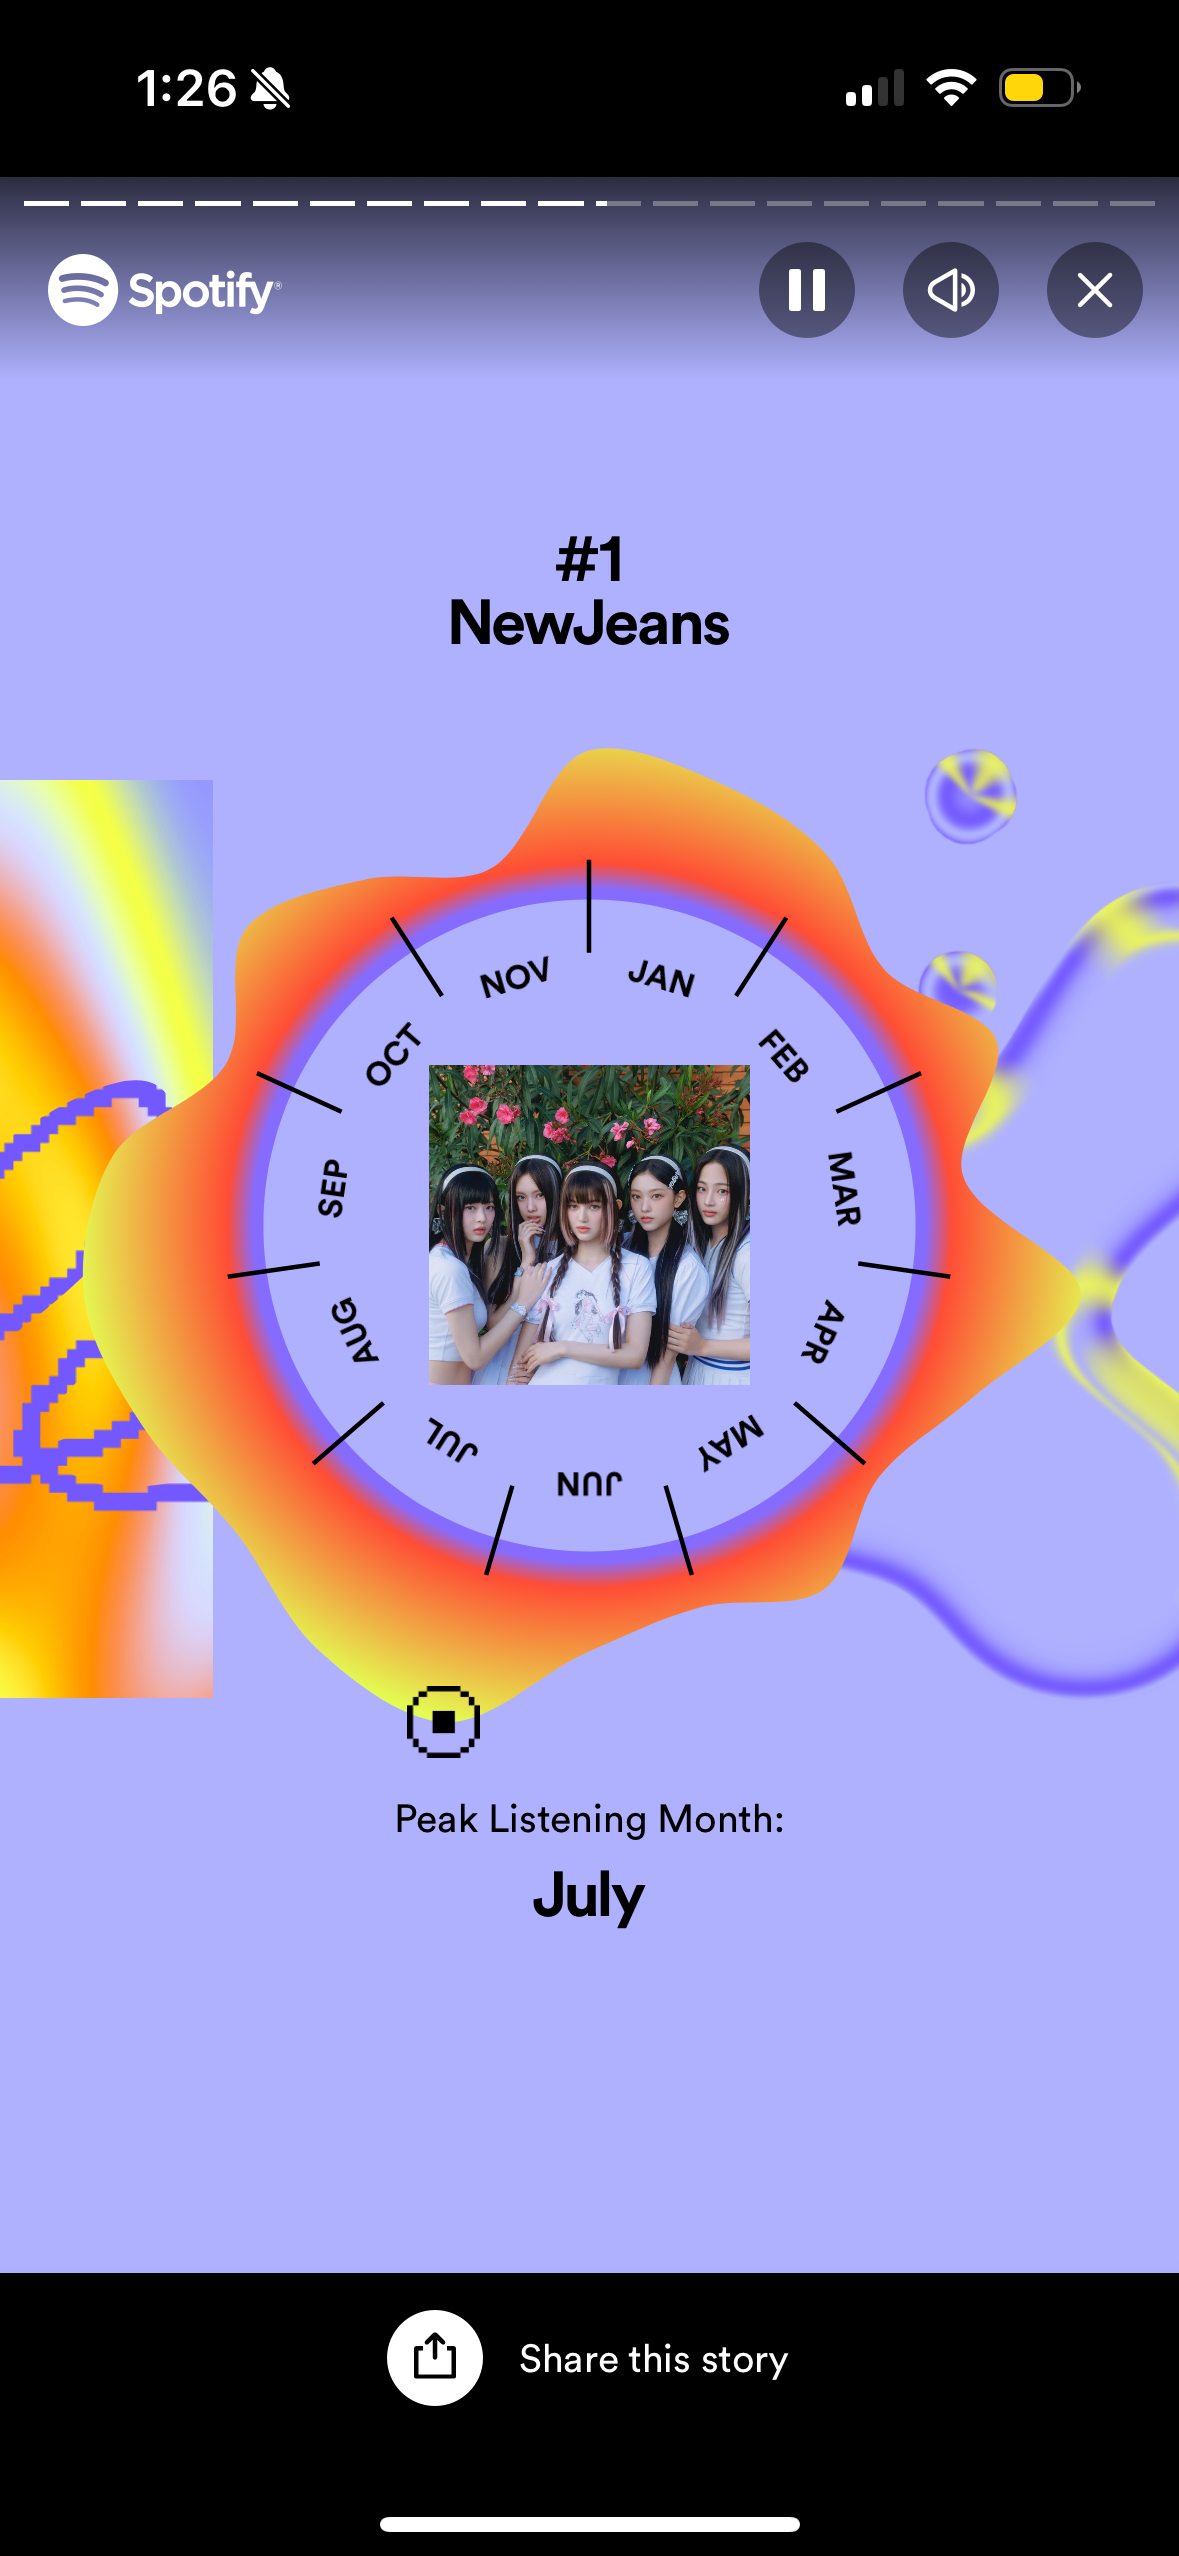 1:26
Spotify®
#1
NewJeans
JAN
FEB
MAR
APR
MAY
JUN
JUL
AUG
SEP
OCT
NOV
Peak Listening Month:
July
Share this story